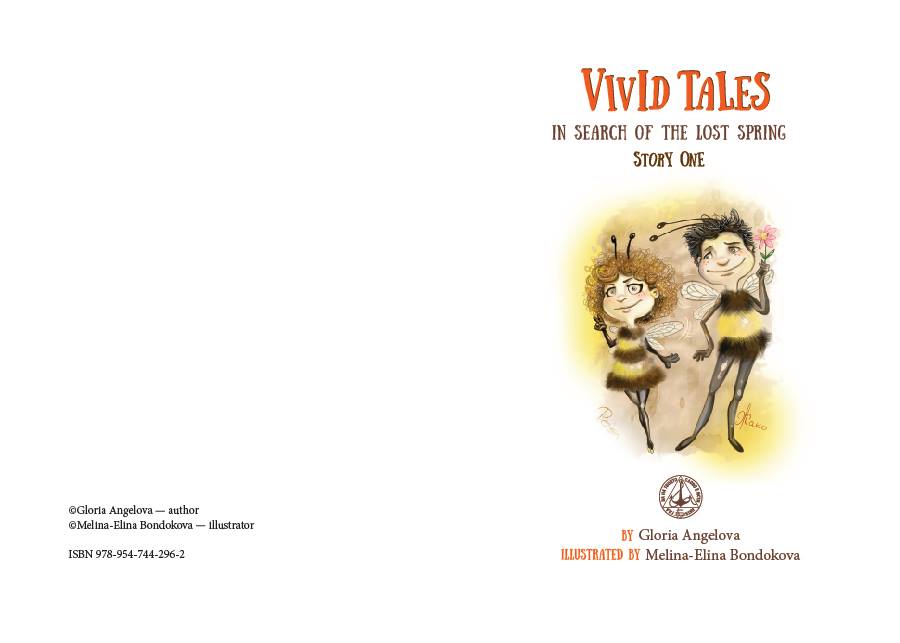 ©Gloria Angelova — author
©Melina-Elina Bondokova — illustrator
ISBN 978-954-744-296-2
VIVID TALES
IN SEARCH OF THE LOST SPRING
STORY ONE
Жако
BY Gloria Angelova
ILLUSTRATED BY Melina-Elina Bondokova